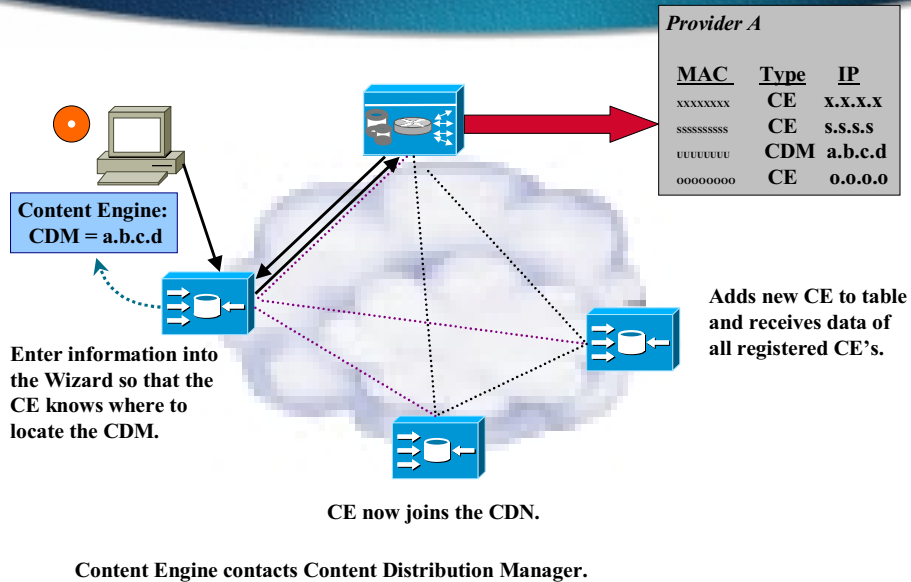 Provider A
MAC Type IP
xxxxxxxx CE x.x.x.x
ssssssssss CE s.s.s.s
uuuuuuuu CDM a.b.c.d
oooooooo CE o.o.o.o
Content Engine:
CDM = a.b.c.d
Adds new CE to table
and receives data of
all registered CE’s.
Enter information into
the Wizard so that the
CE knows where to
locate the CDM.
CE now joins the CDN.
Content Engine contacts Content Distribution Manager.